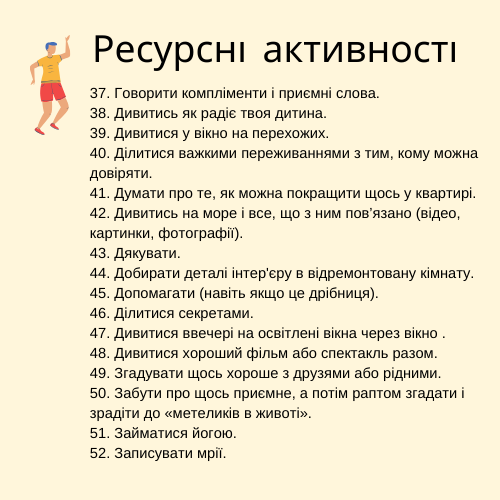 Ресурсні активності
37. Говорити компліменти і приємні слова.
38. Дивитись як радіє твоя дитина.
39. Дивитися у вікно на перехожих.
40. Ділитися важкими переживаннями з тим, кому можна
довіряти.
41. Думати про те, як можна покращити щось у квартирі.
42. Дивитись на море і все, що з ним пов’язано (відео,
картинки, фотографії).
43. Дякувати.
44. Добирати деталі інтер'єру в відремонтовану кімнату.
45. Допомагати (навіть якщо це дрібниця).
46. Ділитися секретами.
47. Дивитися ввечері на освітлені вікна через вікно .
48. Дивитися хороший фільм або спектакль разом.
49. Згадувати щось хороше з друзями або рідними.
50. Забути про щось приємне, а потім раптом згадати і
зрадіти до «метеликів в животі».
51. Займатися йогою.
52. Записувати мрії.